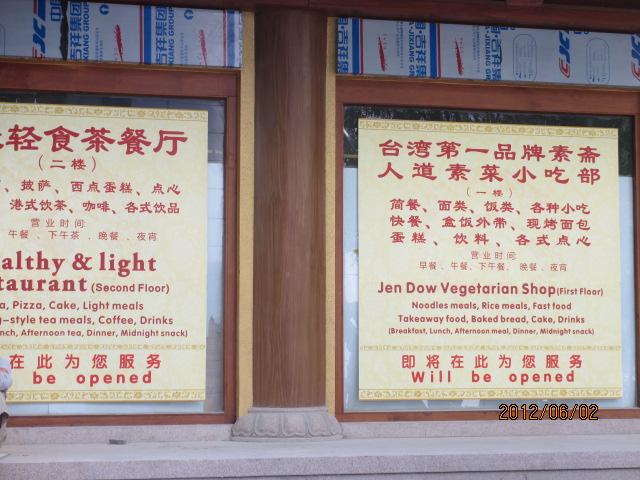 轻食茶餐厅
（二楼）
、披萨、西点蛋糕、点心
港式饮茶、咖啡、各式饮品
营业时间:
午餐、下午茶、晚餐、夜宵
althy & light
taurant (Second Floor)
a, Pizza, Cake, Light meals
g-style tea meals, Coffee, Drinks
nch, Afternoon tea, Dinner, Midnight snack)
在此为您服务
be opened
台湾第一品牌素斋
人道素菜小吃部
（一楼）
简餐、面类、饭类、各种小吃
快餐、盒饭外带、现烤面包
蛋糕、饮料、各式点心
营业时间:
早餐、午餐、下午餐、晚餐、夜宵
Jen Dow Vegetarian Shop(First Floor)
Noodles meals, Rice meals, Fast food
Takeaway food, Baked bread, Cake, Drinks
(Breakfast, Lunch, Afternoon meal, Dinner, Midnight snack)
即将在此为您服务
Will be opened
2012/06/02